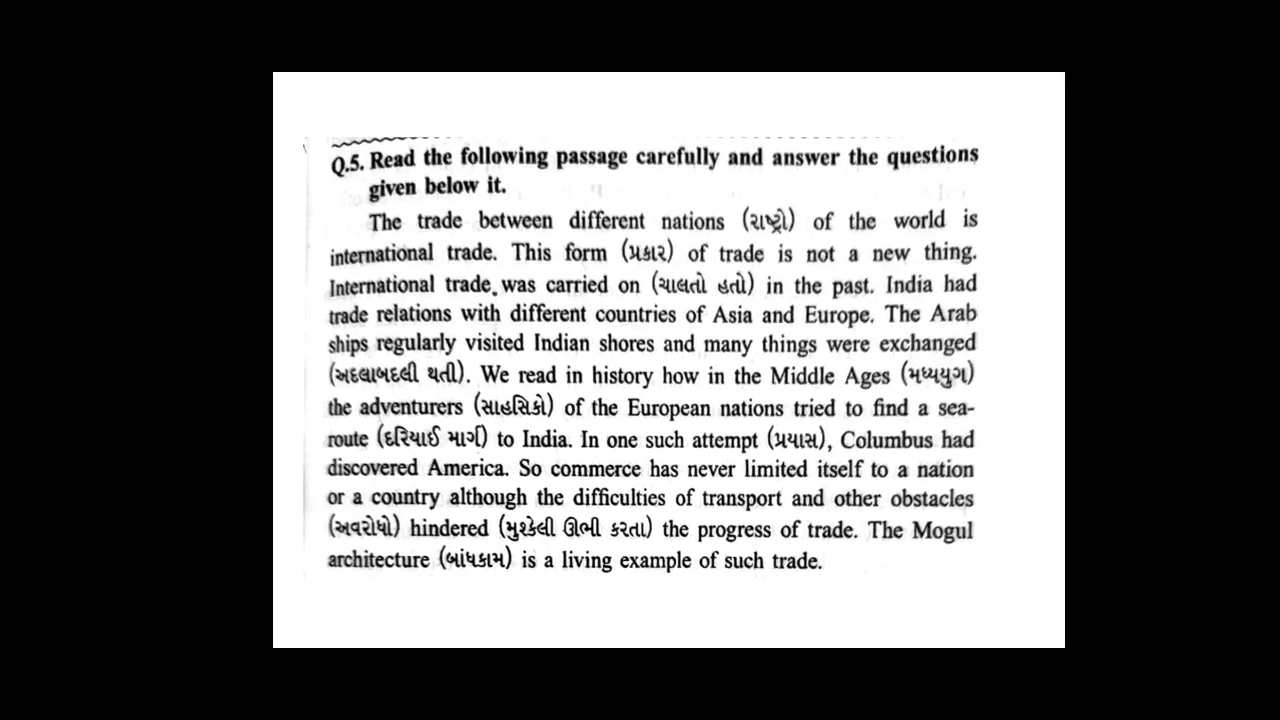 Q.5. Read the following passage carefully and answer the questions
given below it.
The trade between different nations (રાષ્ટ્રો) of the world is
international trade. This form (પ્રકાર) of trade is not a new thing.
International trade was carried on (ચાલતો હતો) in the past. India had
trade relations with different countries of Asia and Europe. The Arab
ships regularly visited Indian shores and many things were exchanged
(અદલાબદલી થતી). We read in history how in the Middle Ages (મધ્યયુગ)
the adventurers (સાહસિકો) of the European nations tried to find a sea-
route (દરિયાઈ માર્ગ) to India. In one such attempt (પ્રયાસ), Columbus had
discovered America. So commerce has never limited itself to a nation
or a country although the difficulties of transport and other obstacles
(અવરોધો) hindered (મુશ્કેલી ઊભી કરતા) the progress of trade. The Mogul
architecture (બાંધકામ) is a living example of such trade.